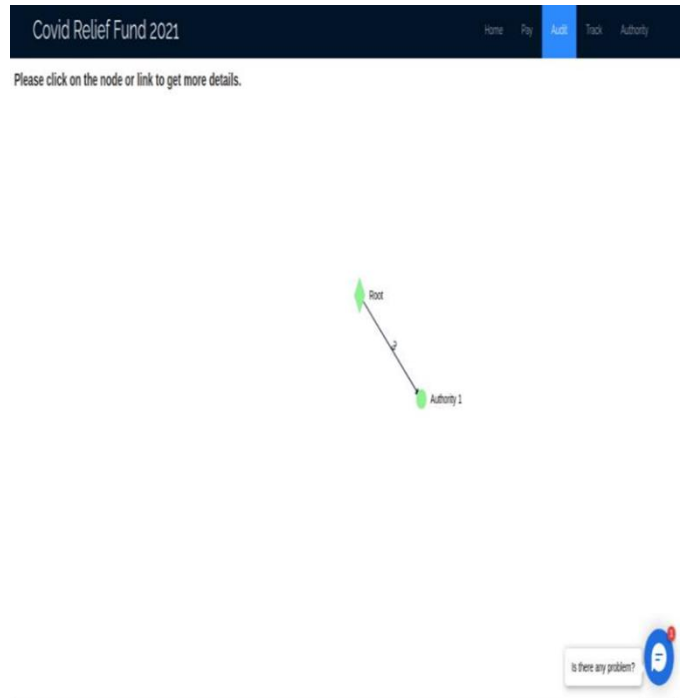 Covid Relief Fund 2021
Home Pay Audit Track Authority
Please click on the node or link to get more details.
Root
Authority 1
Is there any problem?